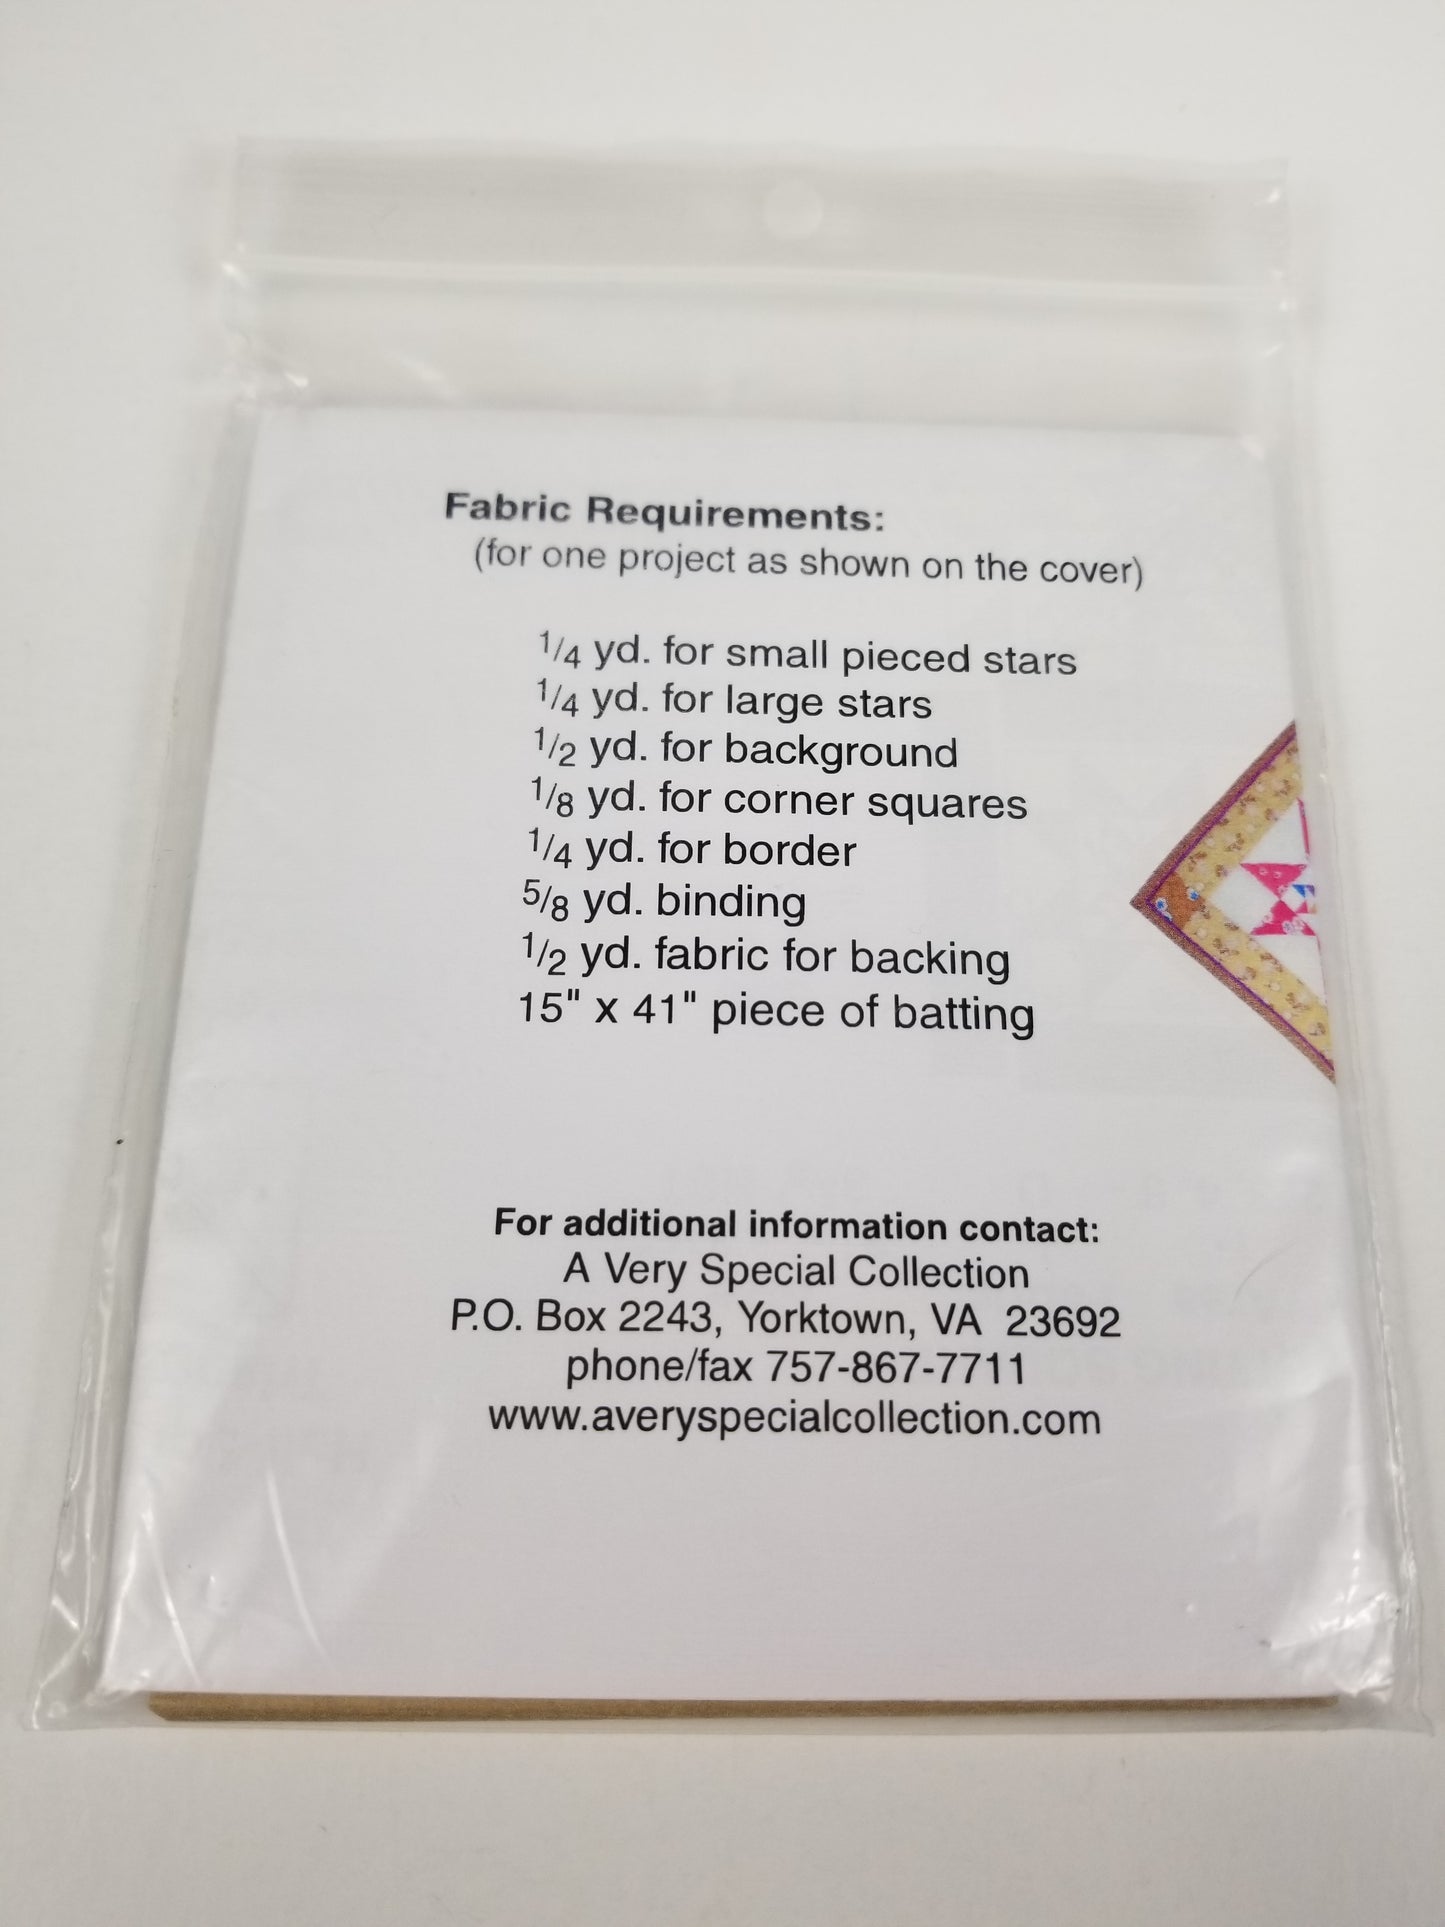 Fabric Requirements:
(for one project as shown on the cover)
1/4 yd. for small pieced stars
1/4 yd. for large stars
1/2 yd. for background
1/8 yd. for corner squares
1/4 yd. for border
5/8 yd. binding
1/2 yd. fabric for backing
15" x 41" piece of batting
For additional information contact:
A Very Special Collection
P.O. Box 2243, Yorktown, VA  23692
phone/fax 757-867-7711
www.averyspecialcollection.com